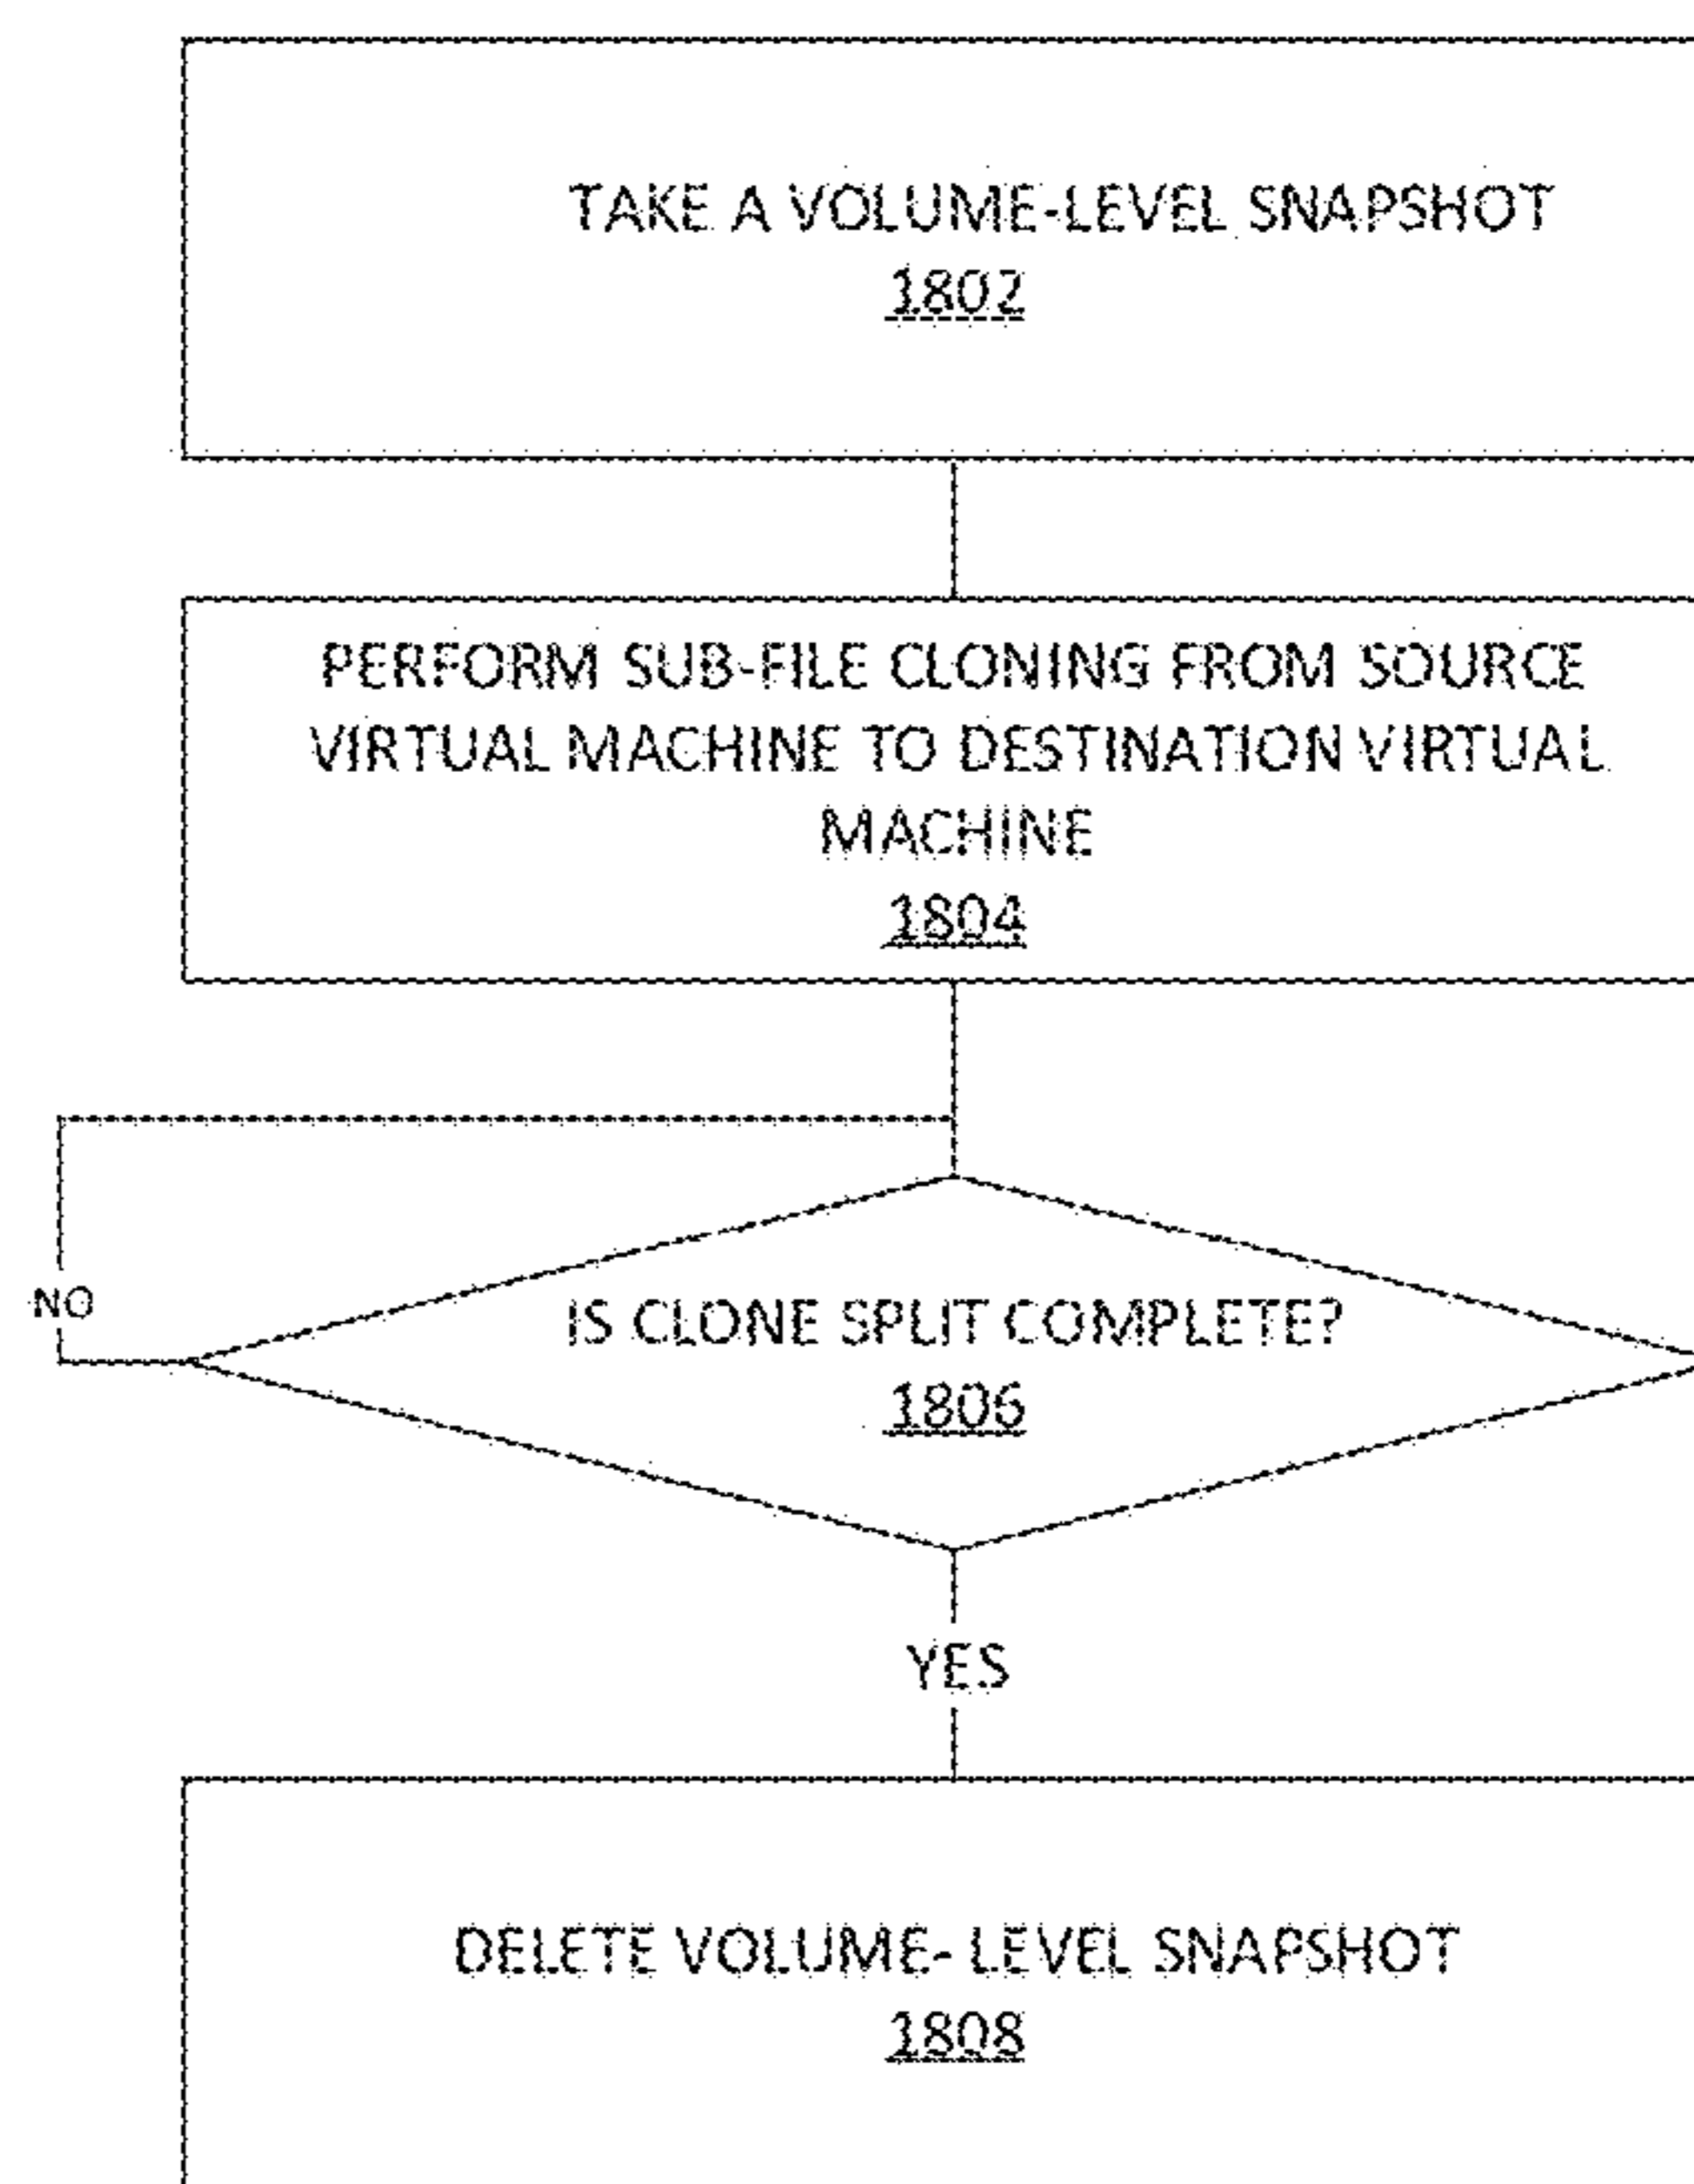 TAKE A VOLUME-LEVEL SNAPSHOT
1802
PERFORM SUB-FILE CLONING FROM SOURCE
VIRTUAL MACHINE TO DESTINATION VIRTUAL
MACHINE
1804
NO
IS CLONE SPLIT COMPLETE?
1806
YES
DELETE VOLUME- LEVEL SNAPSHOT
1808